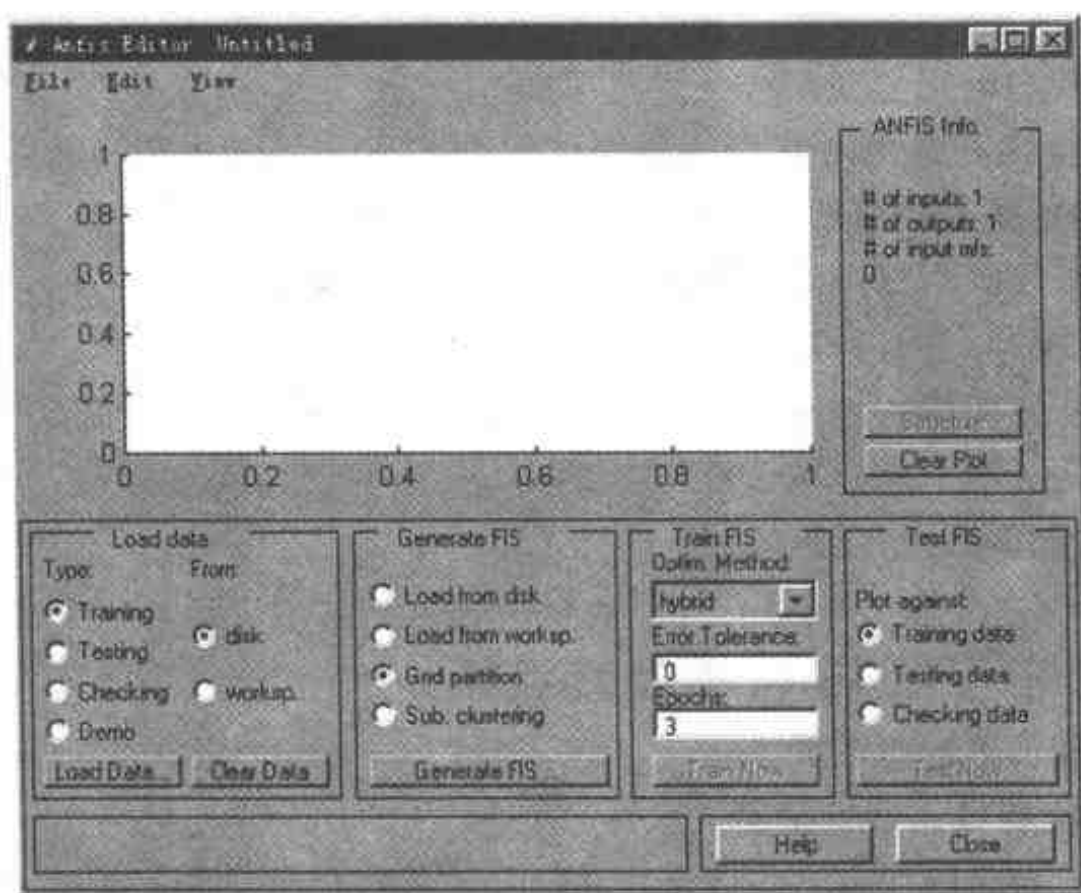 Anfis Editor Untitled
File Edit View
ANFIS Info.
# of inputs: 1
# of outputs: 1
# of input mfs:
0
Structure
Clear Plot
1
0.8
0.6
0.4
0.2
0
0 0.2 0.4 0.6 0.8 1
Load data
Type: From:
Training
Testing
Checking
Demo
disk
worksp.
Load Data... Clear Data
Generate FIS
Load from disk
Load from worksp.
Grid partition
Sub. clustering
Generate FIS ...
Train FIS
Optim. Method:
hybrid
Error Tolerance:
0
Epochs:
3
Train Now
Test FIS
Plot against:
Training data
Testing data
Checking data
Test Now
Help Close